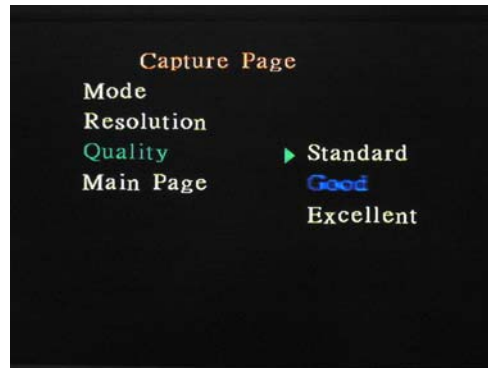 Capture Page
Mode
Resolution
Quality
Standard
Main Page
Good
Excellent